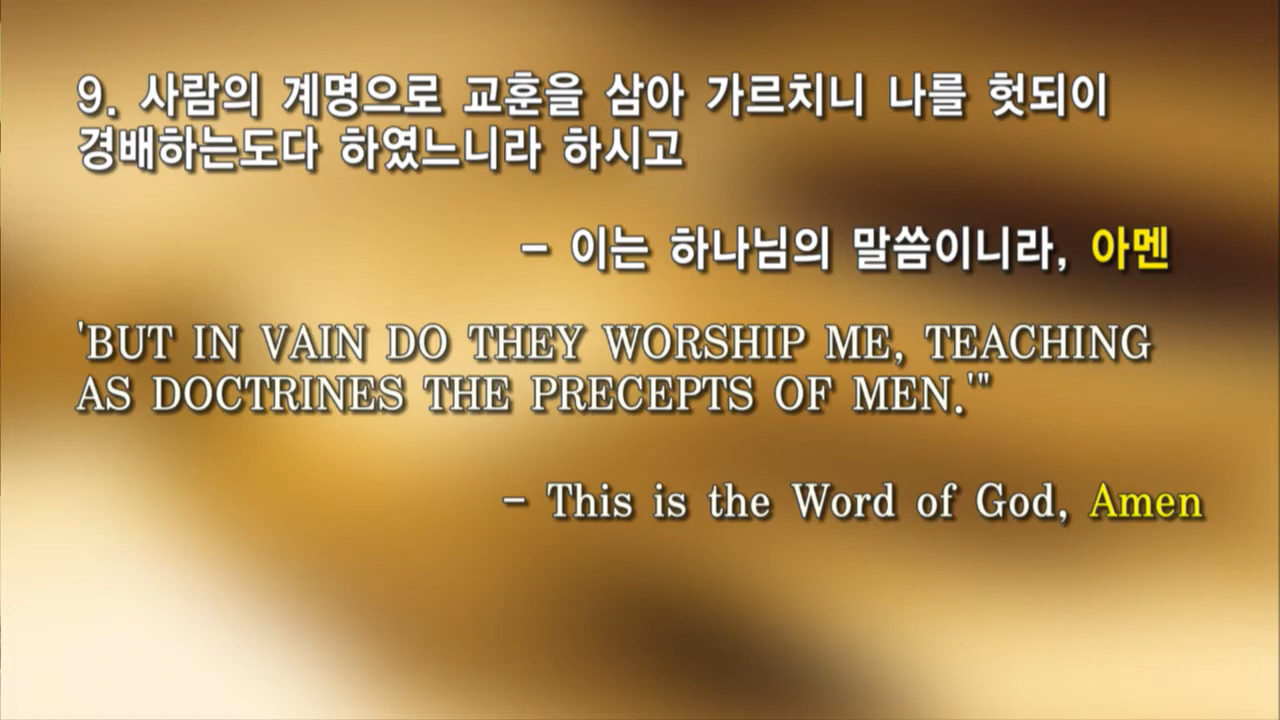 9. 사람의 계명으로 교훈을 삼아 가르치니 나를 헛되이
경배하는도다 하였느니라 하시고
- 이는 하나님의 말씀이니라, 아멘
'BUT IN VAIN DO THEY WORSHIP ME, TEACHING
AS DOCTRINES THE PRECEPTS OF MEN.'"
- This is the Word of God, Amen